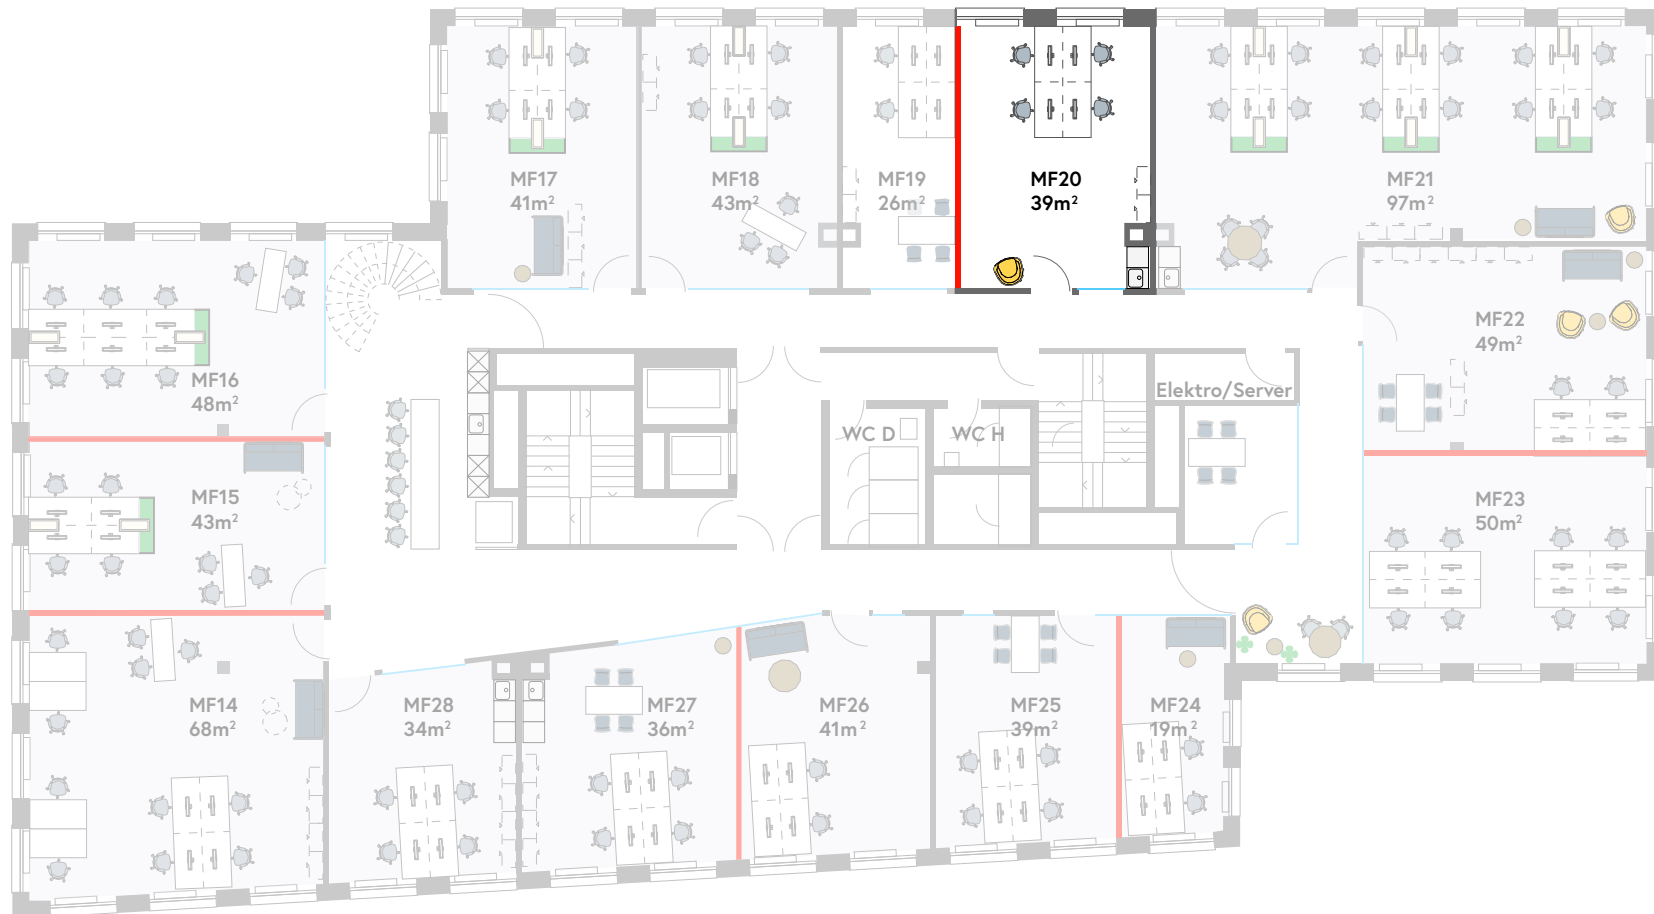 MF17
41m²
MF18
43m²
MF19
26m²
MF20
39m²
MF21
97m²
MF22
49m²
MF16
48m²
Elektro/Server
WC D
WC H
MF15
43m²
MF23
50m²
MF14
68m²
MF28
34m²
MF27
36m²
MF26
41m²
MF25
39m²
MF24
19m²